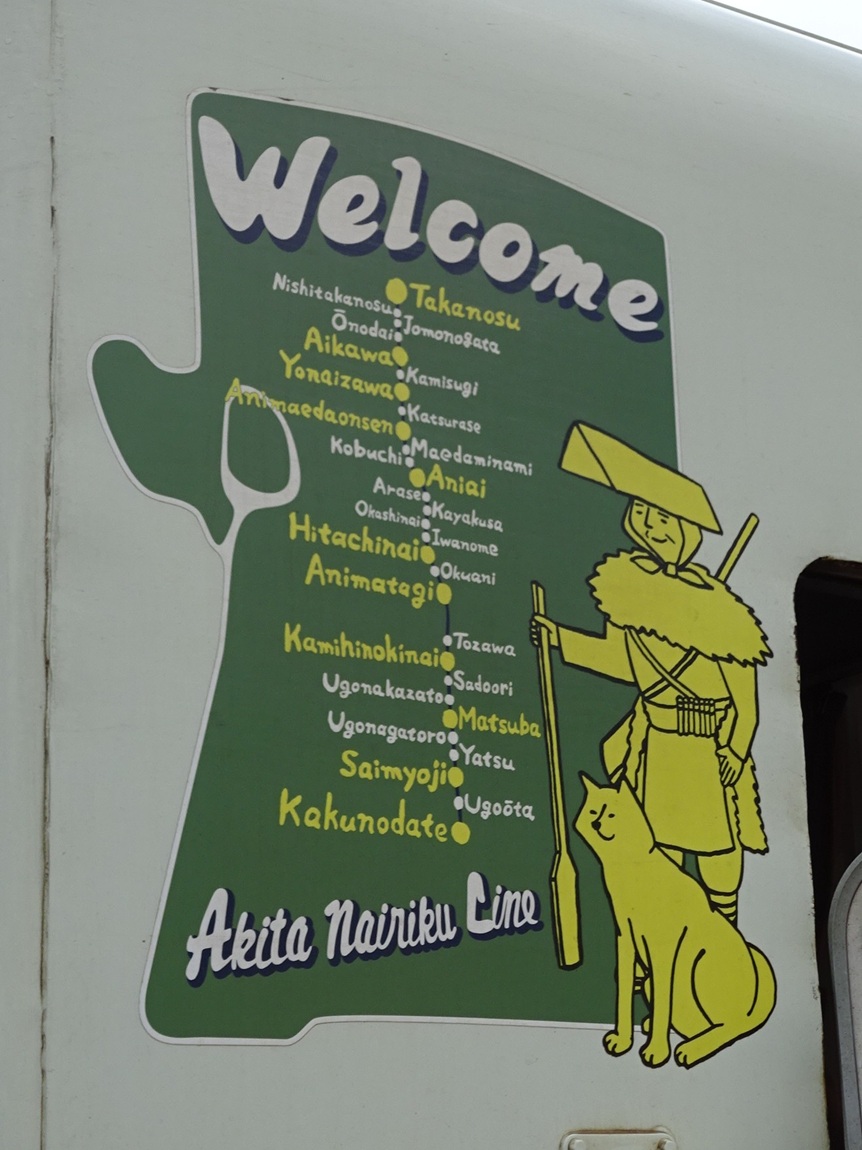 Welcome
Takanosu
Nishitakanosu
Jomonogata
Ōnodai
Aikawa
Kamisugi
Yonaizawa
Katsurase
Animaedaonsen
Maedaminami
Kobuchi
Aniai
Arase
Kayakusa
Okashinai
Iwanome
Hitachinai
Okuani
Animatagi
Tozawa
Kamihinokinai
Sadoori
Ugonakazato
Matsuba
Ugonagatoro
Yatsu
Saimyoji
Ugoōta
Kakunodate
Akita Nairiku Line